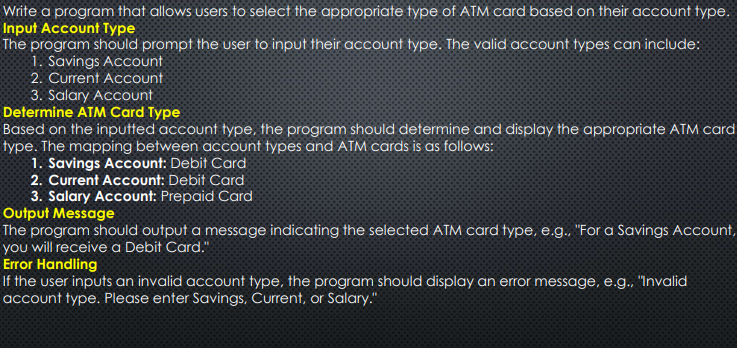 Write a program that allows users to select the appropriate type of ATM card based on their account type.
Input Account Type
The program should prompt the user to input their account type. The valid account types can include:
1. Savings Account
2. Current Account
3. Salary Account
Determine ATM Card Type
Based on the inputted account type, the program should determine and display the appropriate ATM card
type. The mapping between account types and ATM cards is as follows:
1. Savings Account: Debit Card
2. Current Account: Debit Card
3. Salary Account: Prepaid Card
Output Message
The program should output a message indicating the selected ATM card type, e.g., "For a Savings Account,
you will receive a Debit Card."
Error Handling
If the user inputs an invalid account type, the program should display an error message, e.g., "Invalid
account type. Please enter Savings, Current, or Salary."